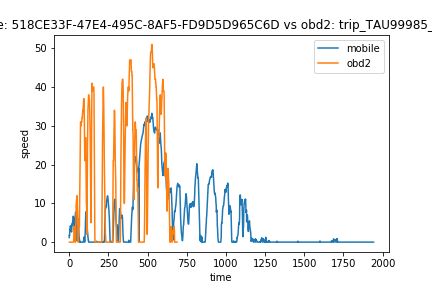 e: 518CE33F-47E4-495C-8AF5-FD9D5D965C6D vs obd2: trip_TAU99985_
mobile
obd2
50
40
30
20
10
0
speed
0 250 500 750 1000 1250 1500 1750 2000
time